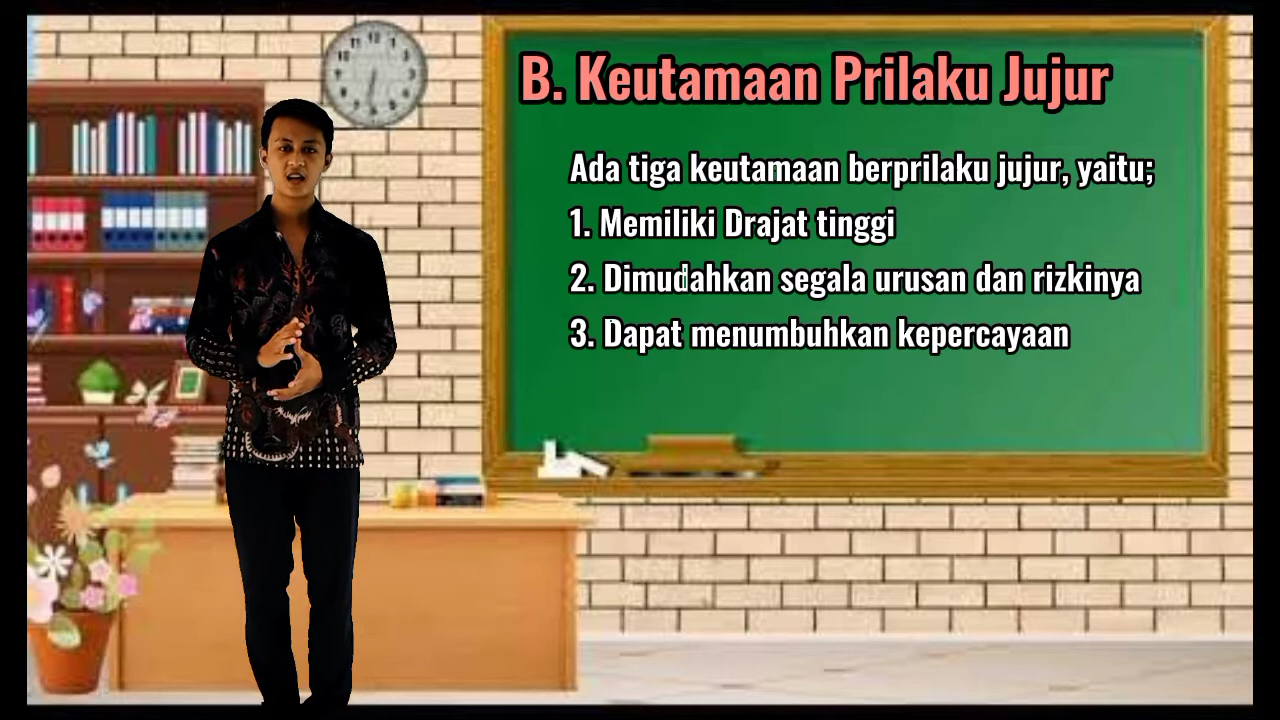 B. Keutamaan Prilaku Jujur
Ada tiga keutamaan berprilaku jujur, yaitu;
1. Memiliki Drajat tinggi
2. Dimudahkan segala urusan dan rizkinya
3. Dapat menumbuhkan kepercayaan